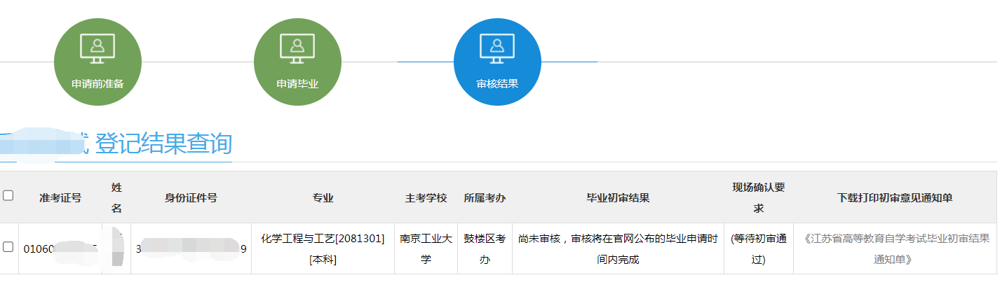 申请前准备
申请毕业
审核结果
登记结果查询
准考证号
姓
名
身份证件号
专业
主考学校
所属考办
毕业初审结果
现场确认要
求
下载打印初审意见通知单
0106
3
9
化学工程与工艺[2081301]
[本科]
南京工业大
学
鼓楼区考
办
尚未审核，审核将在官网公布的毕业申请时
间内完成
(等待初审通
过)
《江苏省高等教育自学考试毕业初审结果
通知单》